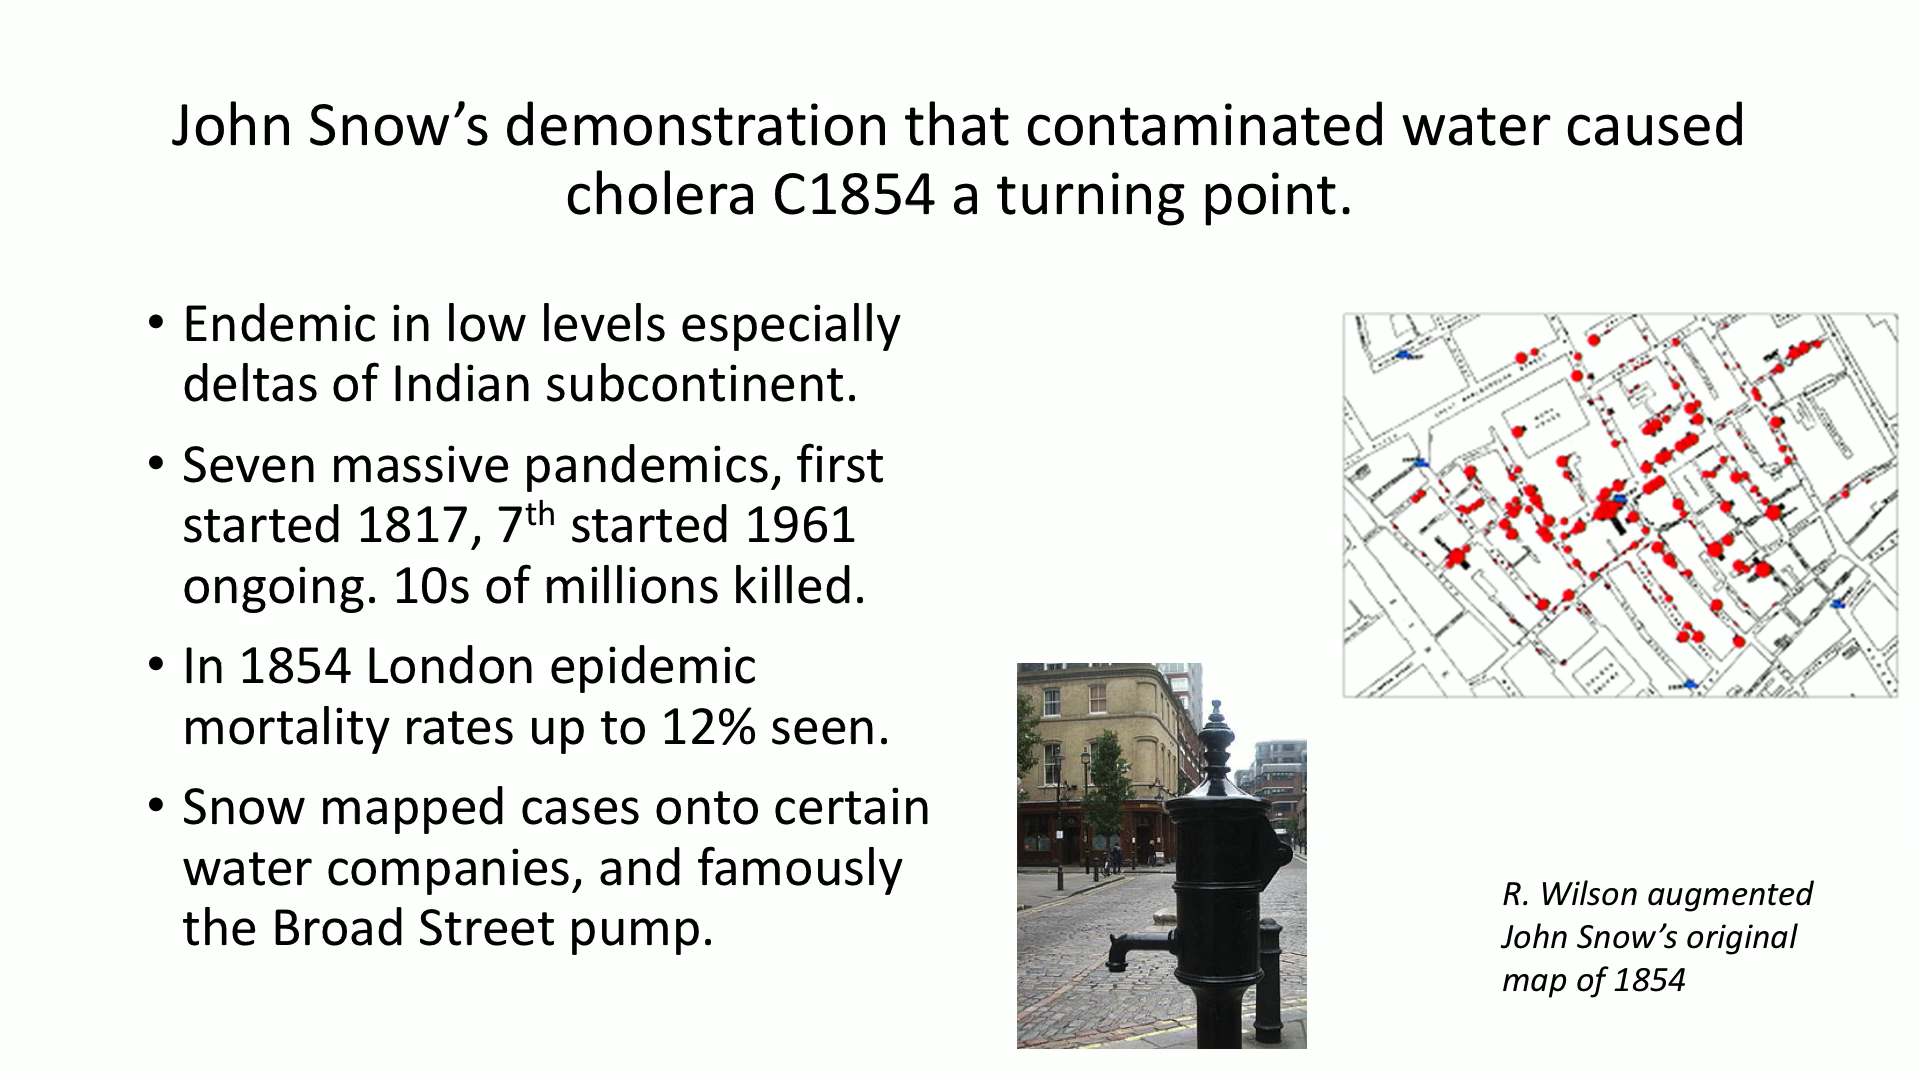 John Snow’s demonstration that contaminated water caused
cholera C1854 a turning point.
• Endemic in low levels especially
deltas of Indian subcontinent.
• Seven massive pandemics, first
started 1817, 7th started 1961
ongoing. 10s of millions killed.
• In 1854 London epidemic
mortality rates up to 12% seen.
• Snow mapped cases onto certain
water companies, and famously
the Broad Street pump.
R. Wilson augmented
John Snow’s original
map of 1854